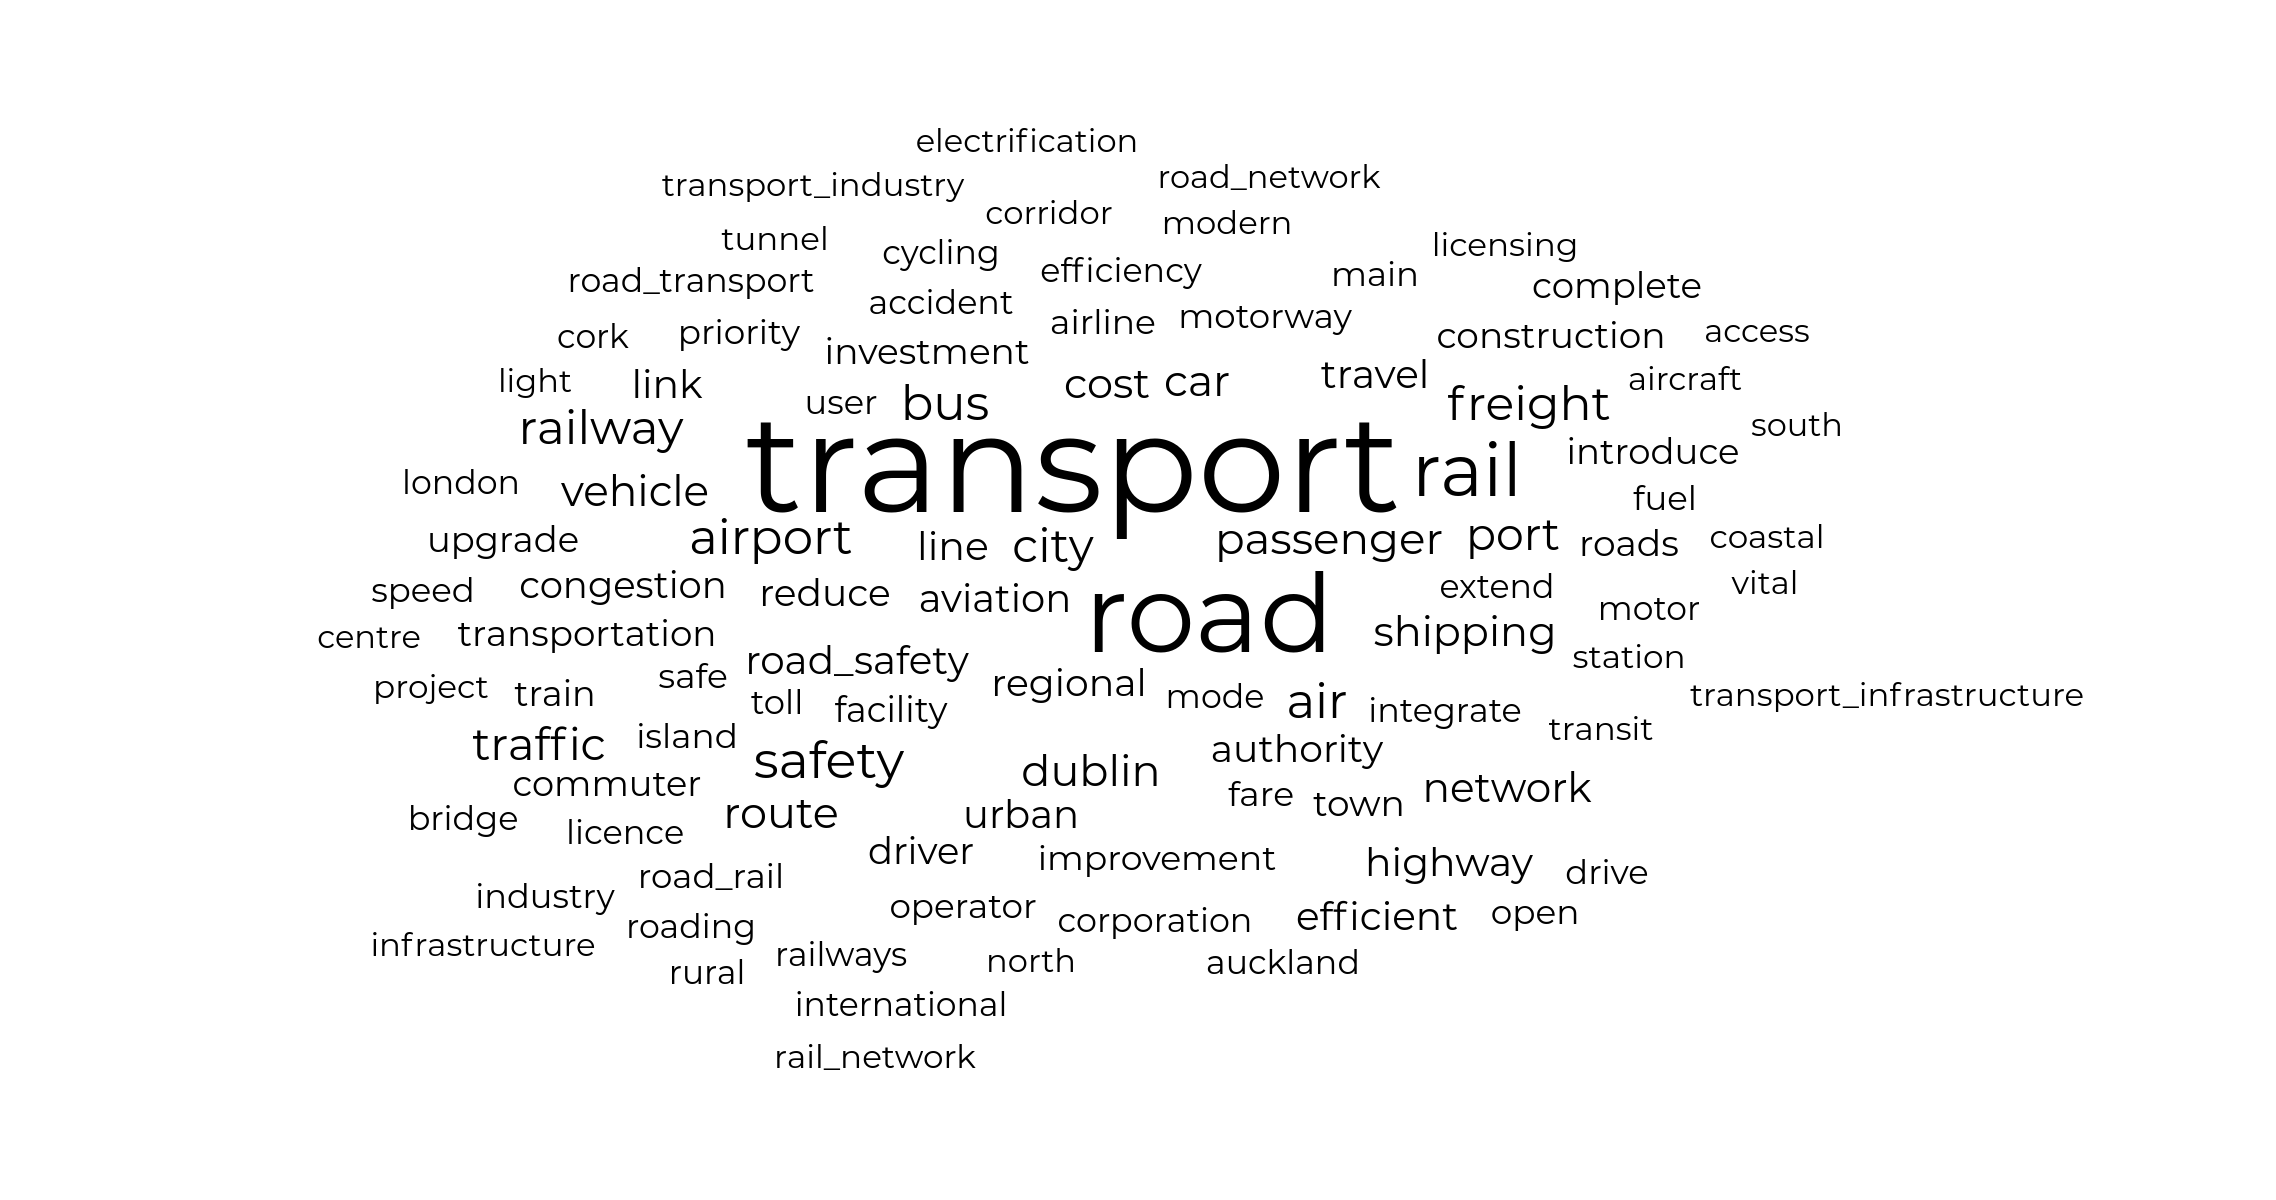 electrification
transport_industry road_network
corridor modern
tunnel cycling licensing
road_transport efficiency main complete
accident airline motorway
cork priority investment construction access
light link cost car travel aircraft
railway user bus freight south
transport rail introduce
london vehicle fuel
upgrade airport line city passenger port roads coastal
speed congestion reduce aviation extend vital
road motor
centre transportation shipping
road_safety station
project train safe toll facility regional mode air integrate transport_infrastructure
traffic island authority transit
safety dublin
commuter fare town network
bridge licence route urban
driver improvement highway drive
industry road_rail
roading operator corporation efficient open
infrastructure railways north auckland
rural
international
rail_network